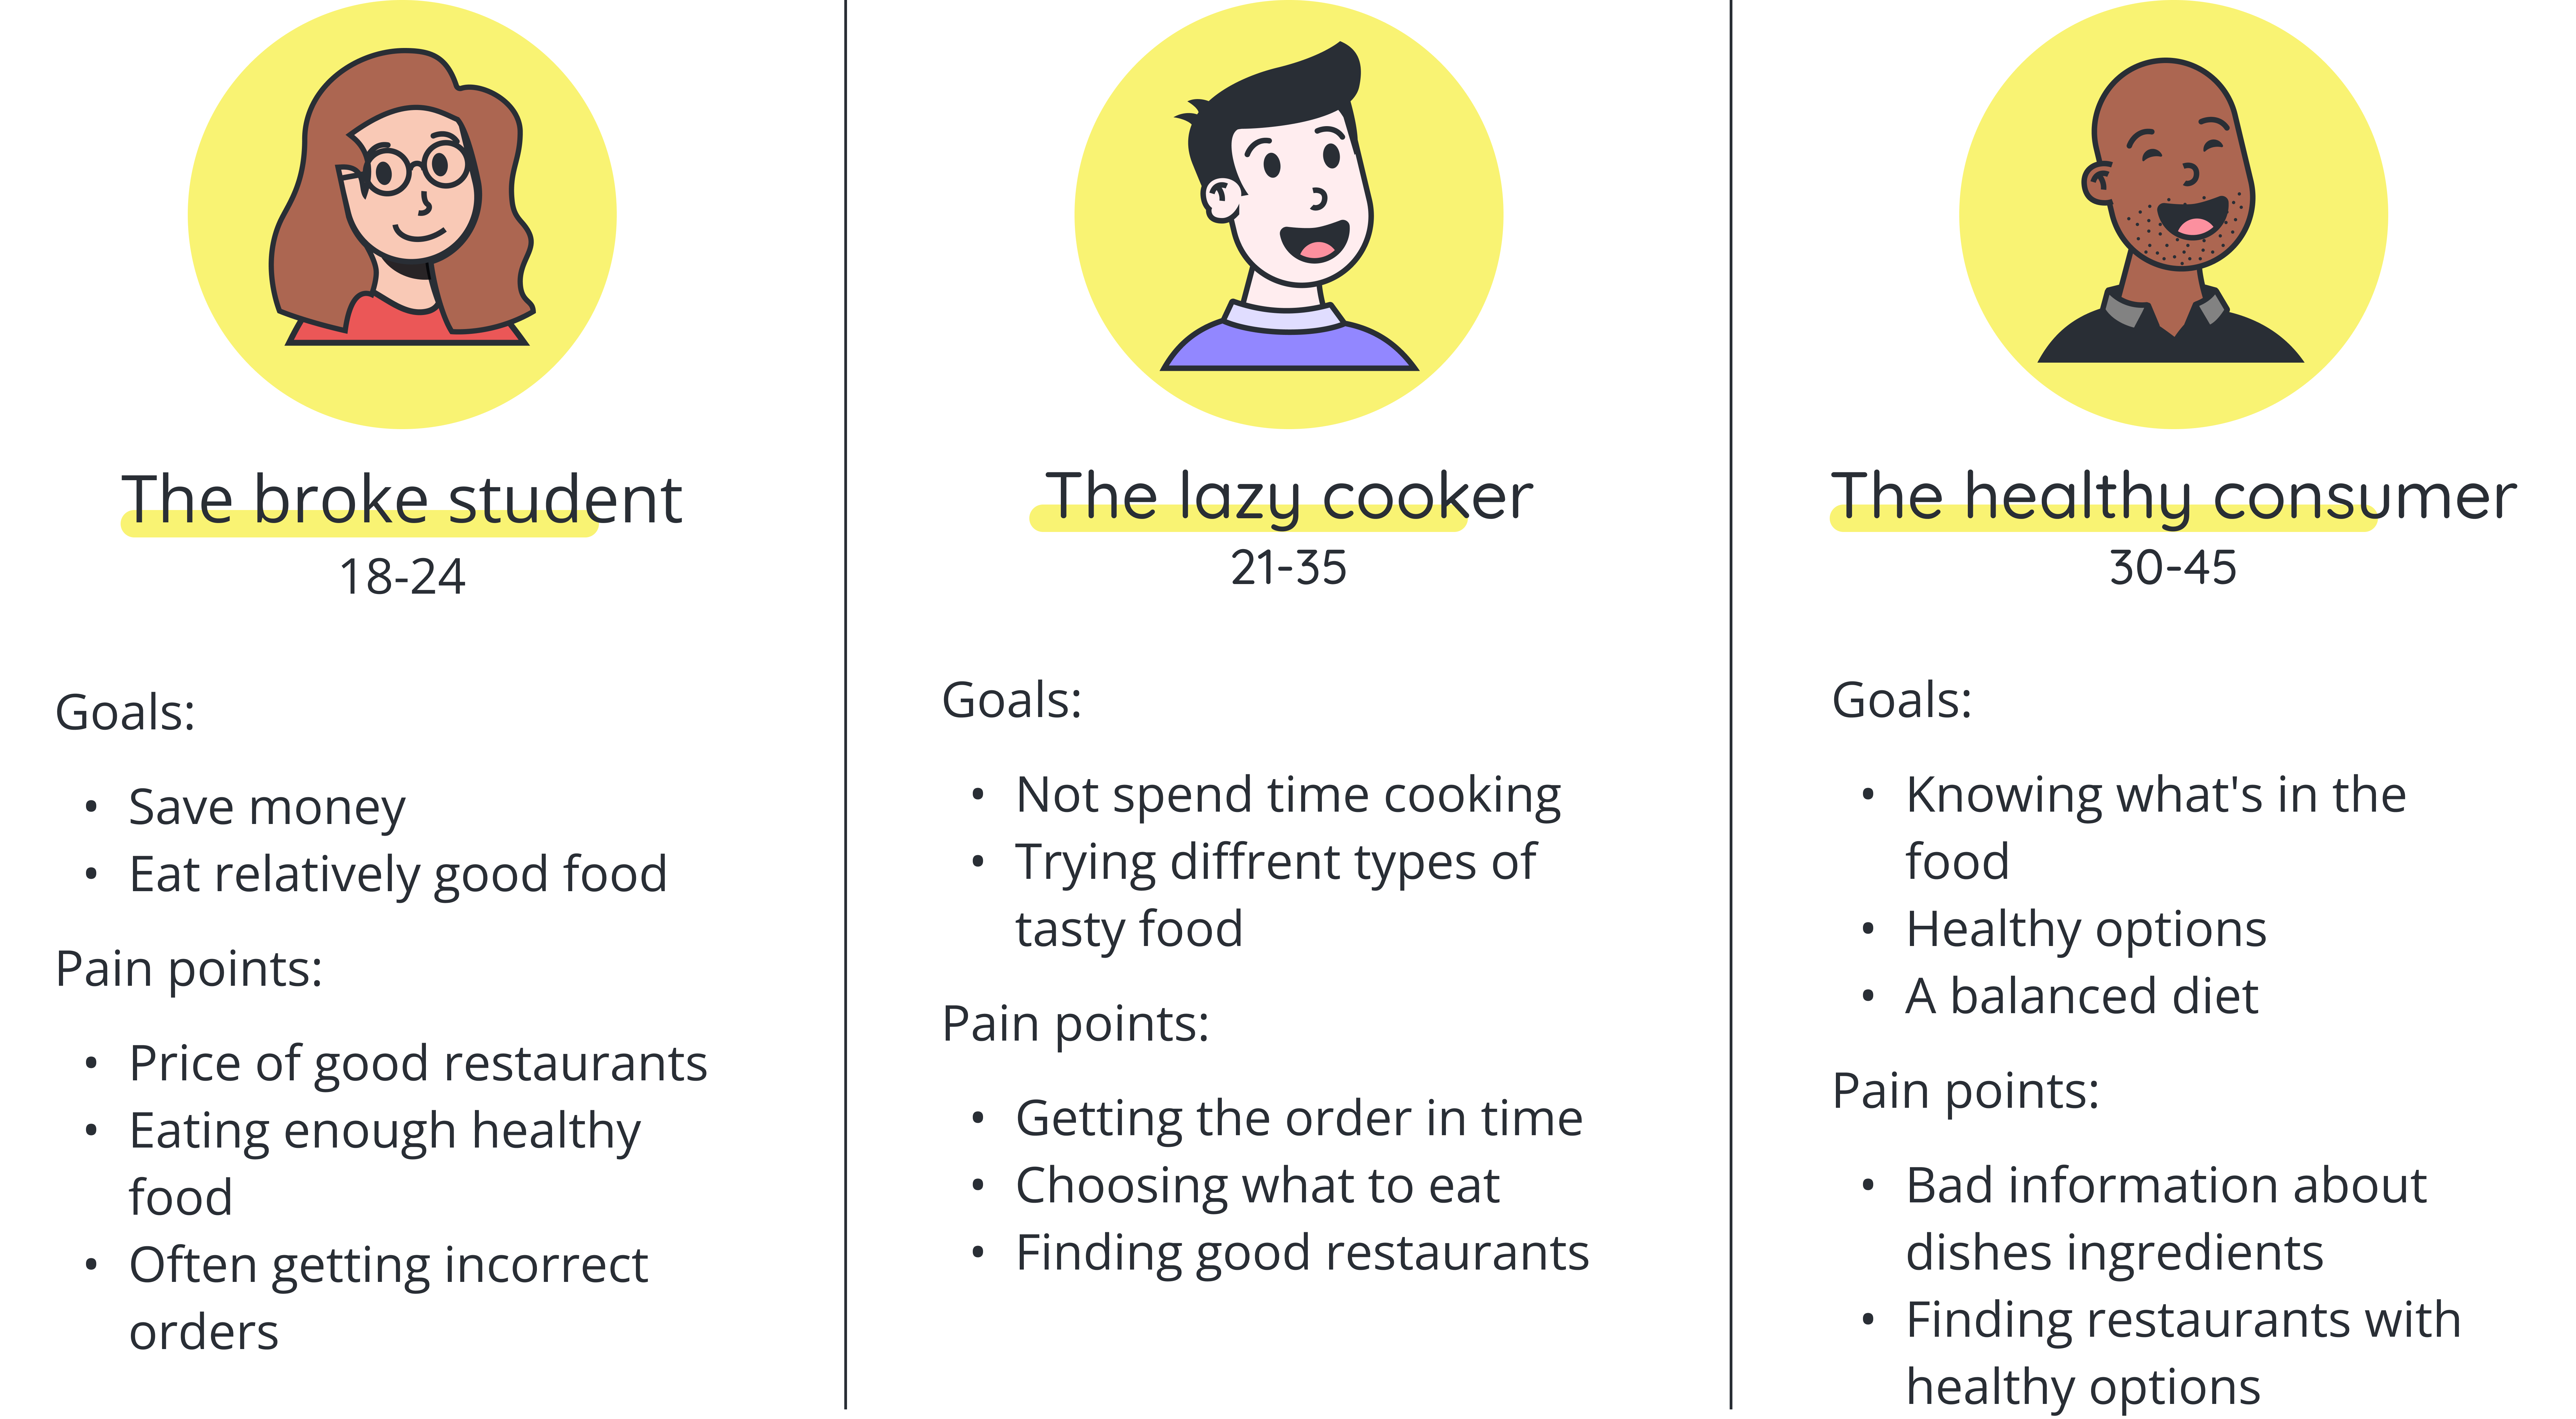 The broke student
18-24
Goals:
• Save money
• Eat relatively good food
Pain points:
• Price of good restaurants
• Eating enough healthy
food
• Often getting incorrect
orders
The lazy cooker
21-35
Goals:
• Not spend time cooking
• Trying diffrent types of
tasty food
Pain points:
• Getting the order in time
• Choosing what to eat
• Finding good restaurants
The healthy consumer
30-45
Goals:
• Knowing what's in the
food
• Healthy options
• A balanced diet
Pain points:
• Bad information about
dishes ingredients
• Finding restaurants with
healthy options